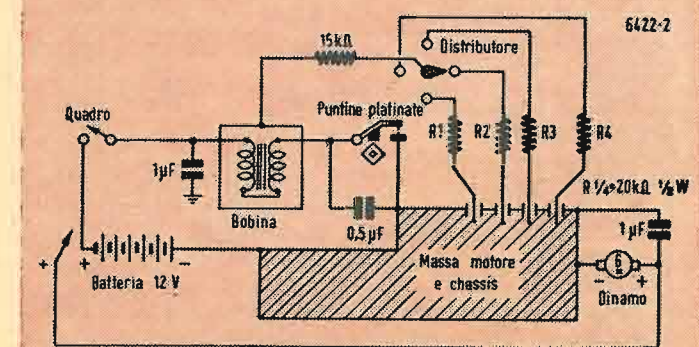 6422-2
15kΩ
Distributore
Quadro
Puntine platinate
R1
R2
R3
R4
1µF
R ¼÷20kΩ ½W
Bobina
0,5µF
1µF
Massa motore
e chassis
+
+
-
Batteria 12 V
G
-
+
Dinamo